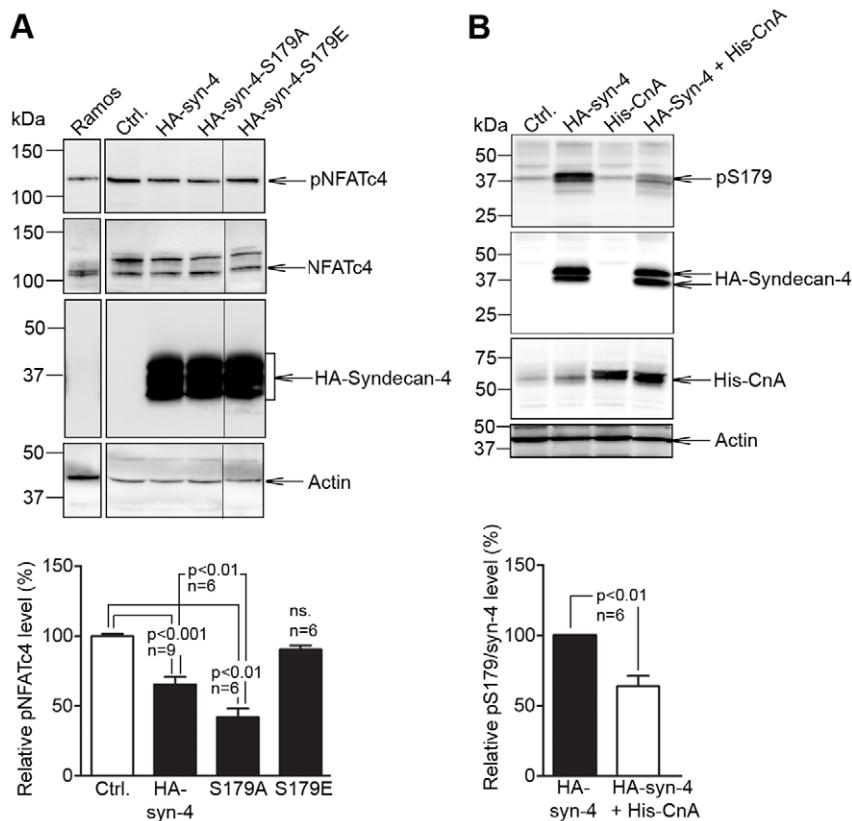 A
kDa
Ramos
Ctrl.
HA-syn-4
HA-syn-4-S179A
HA-syn-4-S179E
150
100
pNFATc4
150
100
NFATc4
50
37
HA-Syndecan-4
50
37
Actin
Relative pNFATc4 level (%)
150
100
50
0
p<0.01
n=6
p<0.001
n=9
p<0.01
n=6
ns.
n=6
Ctrl.
HA-
syn-4
S179A
S179E
B
kDa
Ctrl.
HA-syn-4
His-CnA
HA-Syn-4 + His-CnA
50
37
25
pS179
50
37
25
HA-Syndecan-4
75
50
His-CnA
50
37
Actin
Relative pS179/syn-4 level (%)
150
100
50
0
p<0.01
n=6
HA-
syn-4
HA-syn-4
+ His-CnA